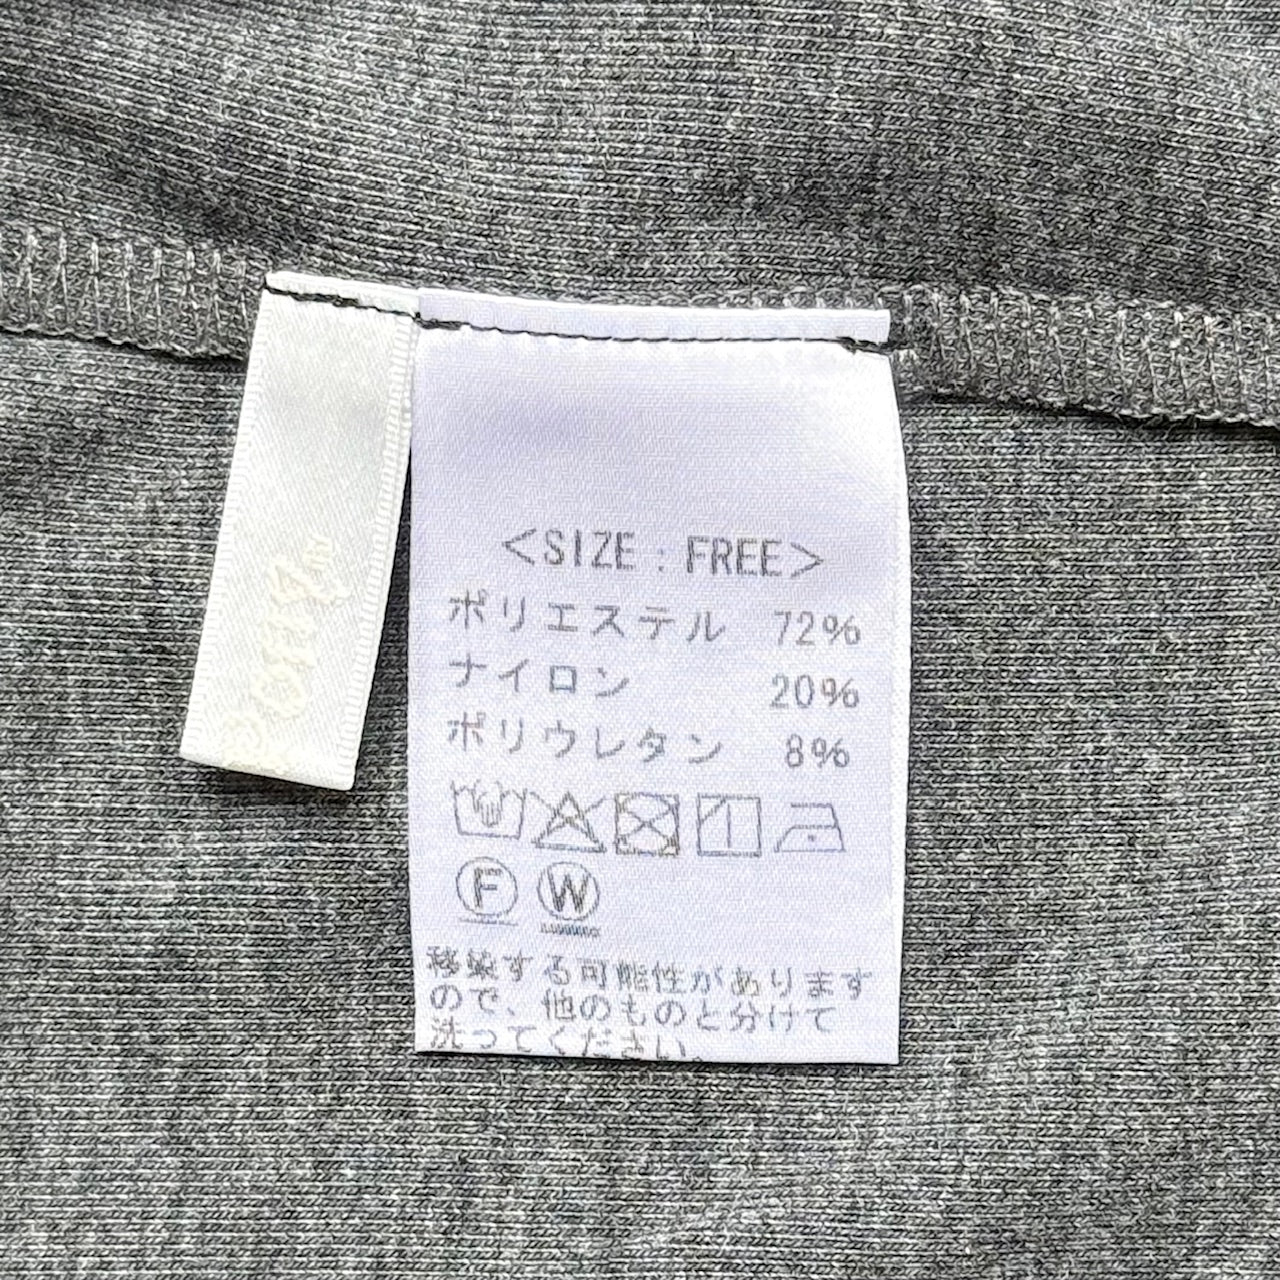 <SIZE : FREE>
ポリエステル 72%
ナイロン 20%
ポリウレタン 8%
F W
移染する可能性があります
ので、他のものと分けて
洗ってください。